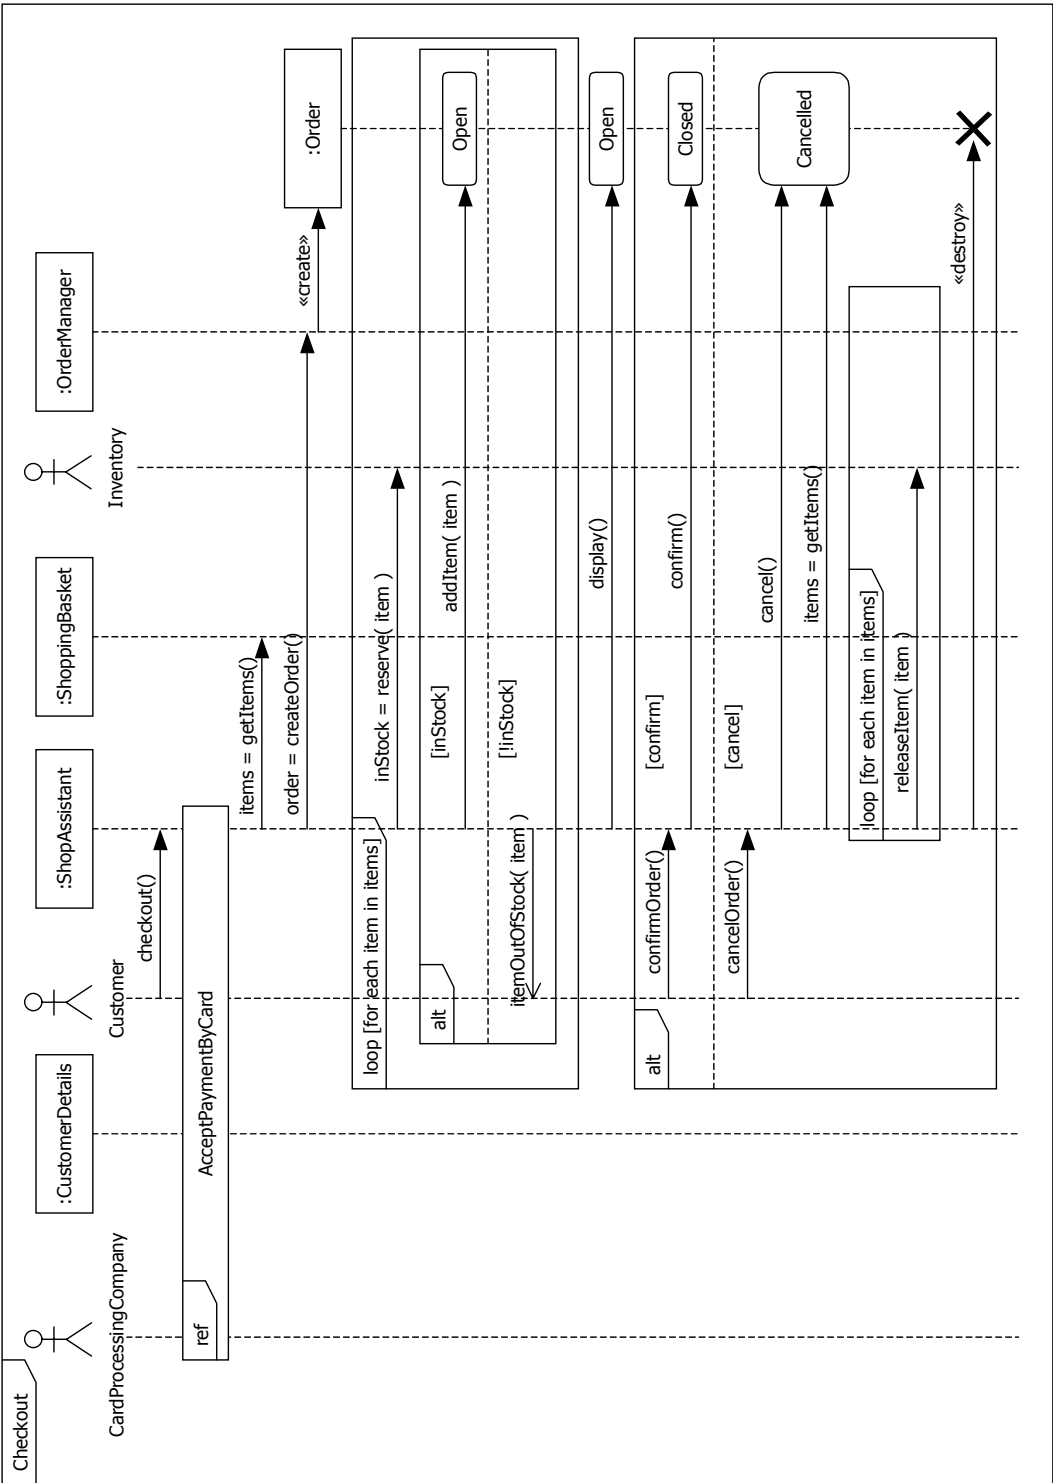 Checkout
CardProcessingCompany
:CustomerDetails
Customer
:ShopAssistant
:ShoppingBasket
Inventory
:OrderManager
checkout()
ref
AcceptPaymentByCard
items = getItems()
order = createOrder()
«create»
:Order
loop [for each item in items]
inStock = reserve( item )
alt
[inStock]
addItem( item )
Open
[!inStock]
itemOutOfStock( item )
display()
Open
alt
confirmOrder()
[confirm]
confirm()
Closed
cancelOrder()
[cancel]
cancel()
Cancelled
items = getItems()
loop [for each item in items]
releaseItem( item )
«destroy»